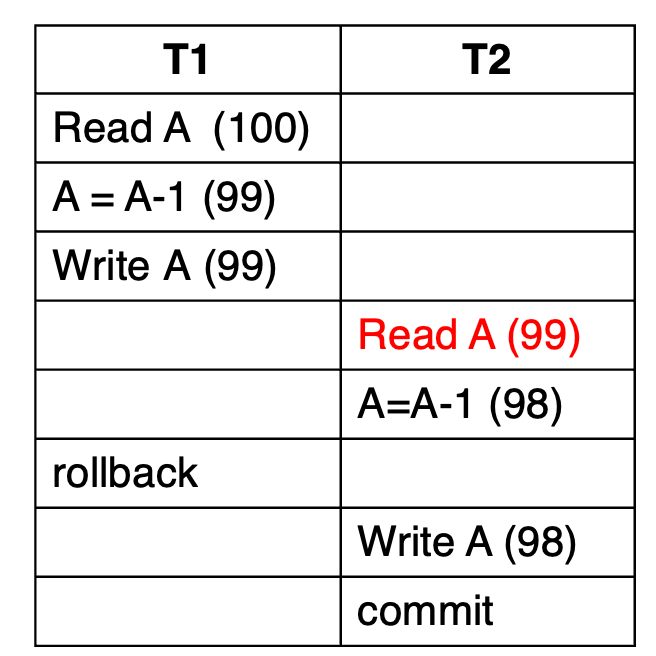 T1 T2
Read A (100)
A = A-1 (99)
Write A (99)
Read A (99)
A=A-1 (98)
rollback
Write A (98)
commit